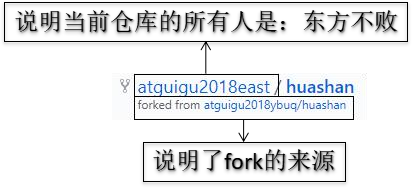 说明当前仓库的所有人是：东方不败
atguigu2018east / huashan
forked from atguigu2018ybuq/huashan
说明了fork的来源